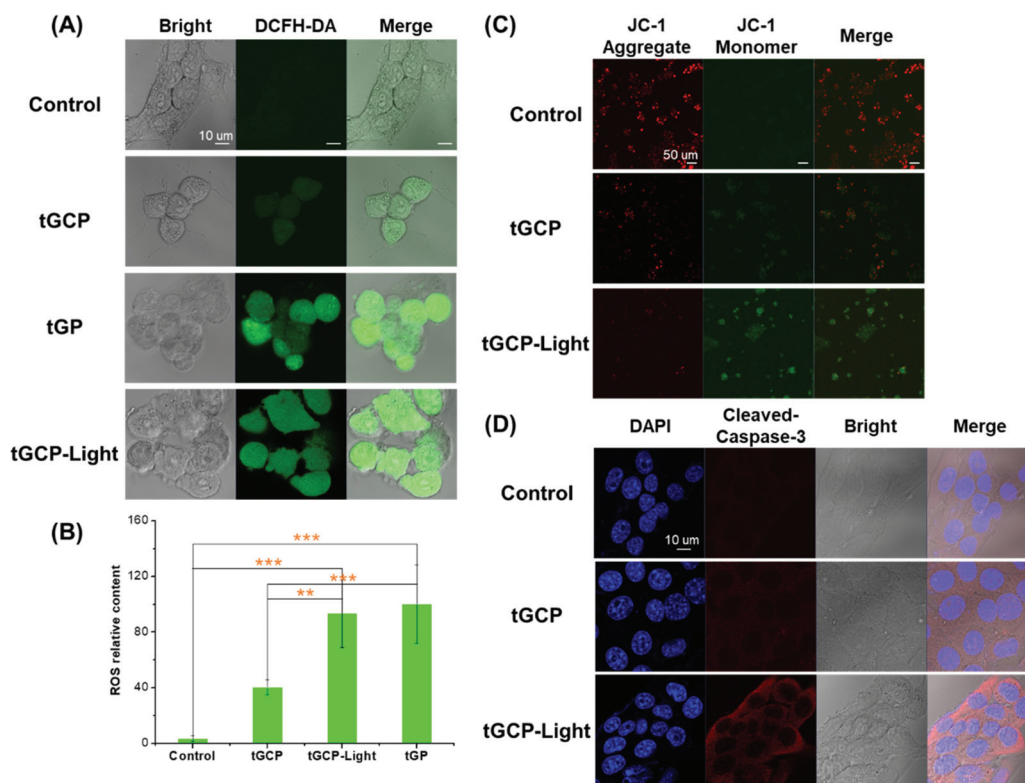 (A)
Bright DCFH-DA Merge
Control
10 um
tGCP
tGP
tGCP-Light
(B)
160
120
80
40
0
ROS relative content
***
***
***
**
Control tGCP tGCP-Light tGP
(C)
JC-1 Aggregate JC-1 Monomer Merge
Control
50 um
tGCP
tGCP-Light
(D)
DAPI Cleaved-Caspase-3 Bright Merge
Control
10 um
tGCP
tGCP-Light